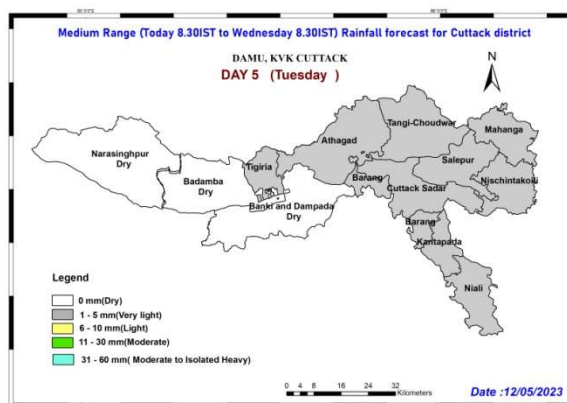 Medium Range (Today 8.30IST to Wednesday 8.30IST) Rainfall forecast for Cuttack district
DAMU, KVK CUTTACK
DAY 5 (Tuesday )
N
Tangi-Choudwar
Mahanga
Athagad
Narasinghpur
Dry
Salepur
Tigiria
Badamba
Dry
Barang
Nischintakoili
Cuttack Sadar
Banki and Dampada
Dry
Barang
Kantapada
Niali
Legend
0 mm(Dry)
1 - 5 mm(Very light)
6 - 10 mm(Light)
11 - 30 mm(Moderate)
31 - 60 mm( Moderate to Isolated Heavy)
0 4 8 16 24 32
Kilometers
Date :12/05/2023